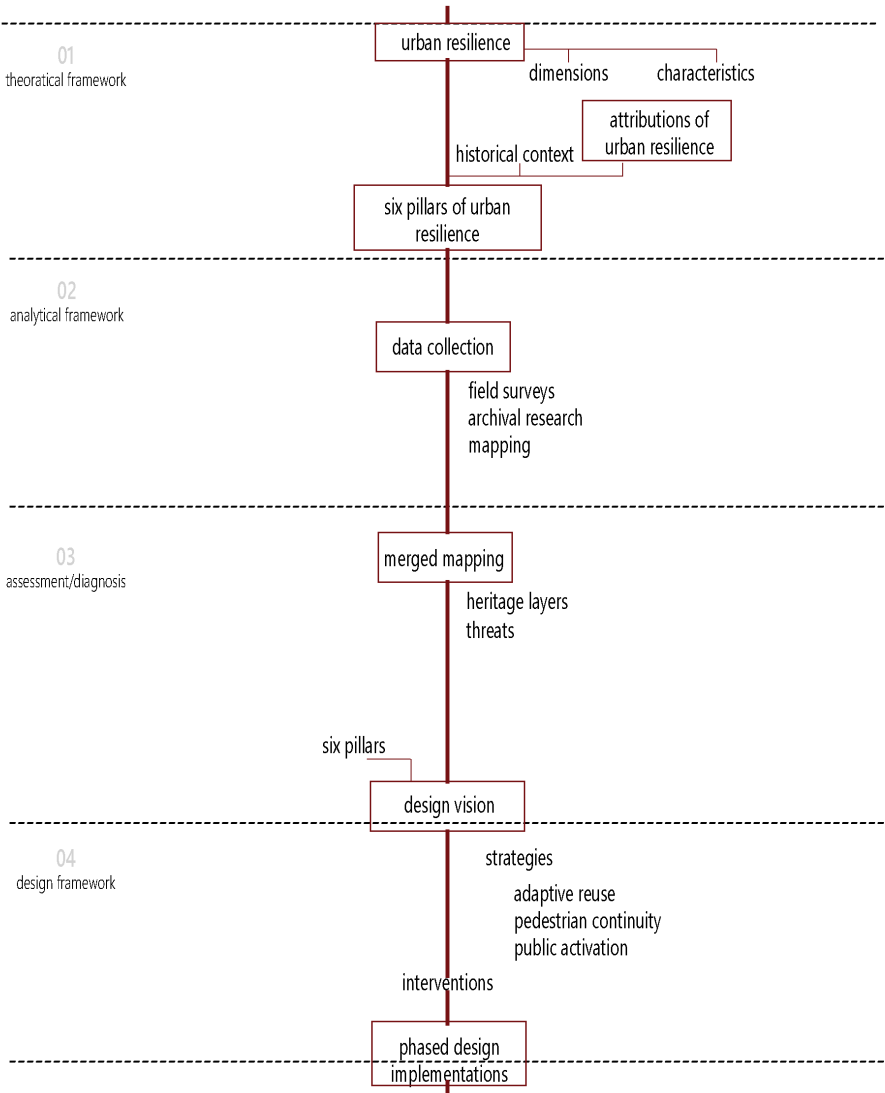 01
theoratical framework
urban resilience
dimensions
characteristics
attributions of
urban resilience
historical context
six pillars of urban
resilience
02
analytical framework
data collection
field surveys
archival research
mapping
03
assessment/diagnosis
merged mapping
heritage layers
threats
six pillars
design vision
04
design framework
strategies
adaptive reuse
pedestrian continuity
public activation
interventions
phased design
implementations